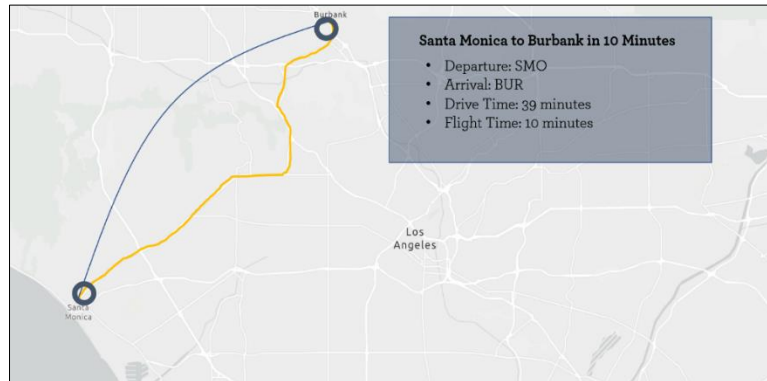 Burbank
Santa Monica to Burbank in 10 Minutes
• Departure: SMO
• Arrival: BUR
• Drive Time: 39 minutes
• Flight Time: 10 minutes
Los
Angeles
Santa
Monica